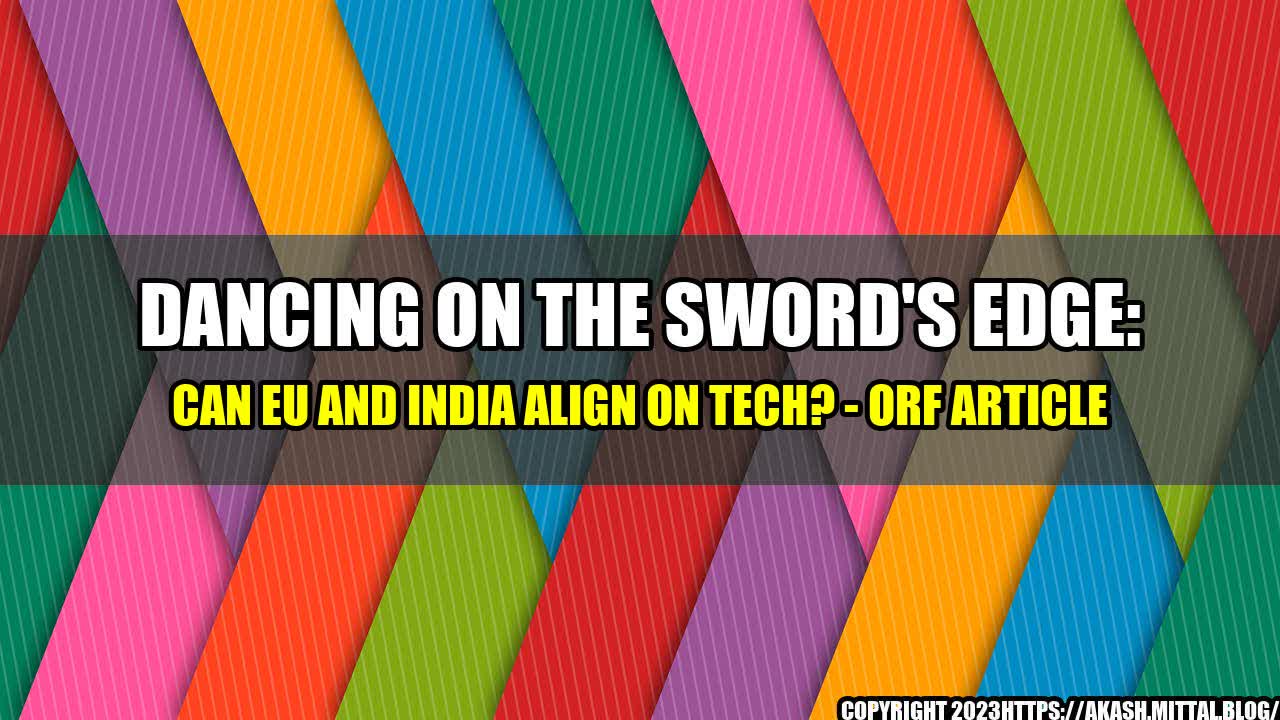 DANCING ON THE SWORD'S EDGE:
CAN EU AND INDIA ALIGN ON TECH? - ORF ARTICLE
COPYRIGHT 2023HTTPS://AKASH.MITTAL.BLOG/